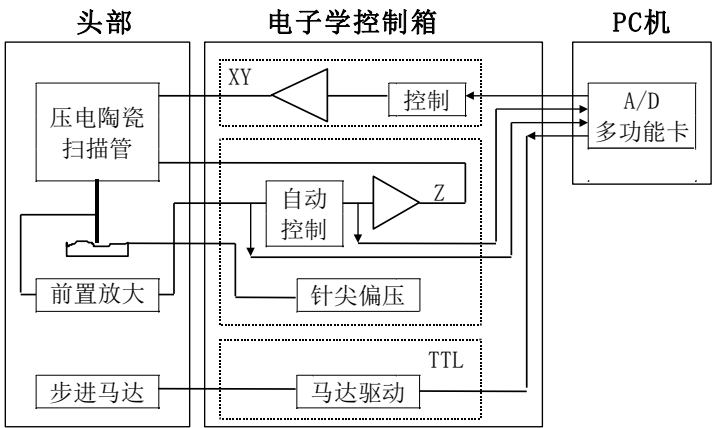 头部
电子学控制箱
PC机
XY
压电陶瓷
扫描管
控制
A/D
多功能卡
自动
控制
Z
前置放大
针尖偏压
TTL
步进马达
马达驱动